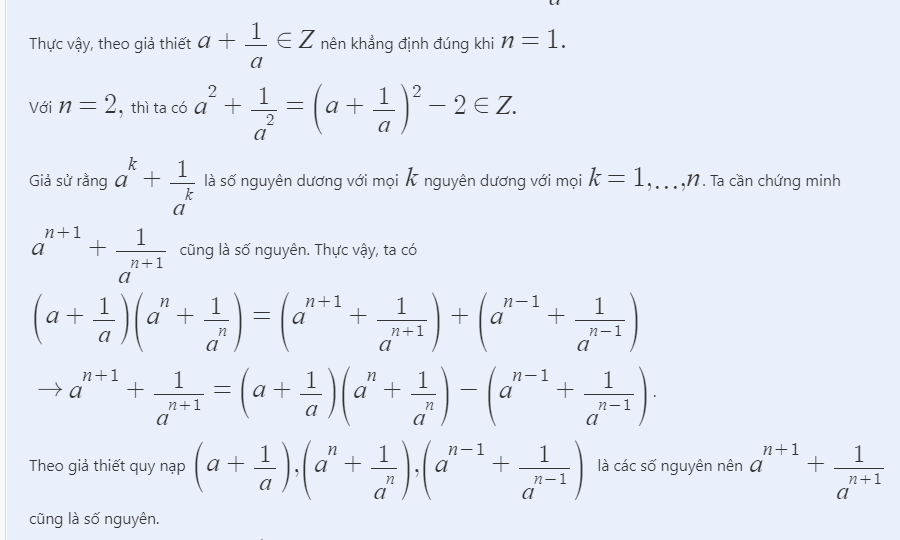 Thực vậy, theo giả thiết $a + \frac{1}{a} \in Z$ nên khẳng định đúng khi $n = 1.$
Với $n = 2,$ thì ta có $a^2 + \frac{1}{a^2} = \left(a + \frac{1}{a}\right)^2 - 2 \in Z.$
Giả sử rằng $a^k + \frac{1}{a^k}$ là số nguyên dương với mọi $k$ nguyên dương với mọi $k = 1,\ldots,n$. Ta cần chứng minh
$a^{n+1} + \frac{1}{a^{n+1}}$ cũng là số nguyên. Thực vậy, ta có
$\left(a + \frac{1}{a}\right)\left(a^n + \frac{1}{a^n}\right) = \left(a^{n+1} + \frac{1}{a^{n+1}}\right) + \left(a^{n-1} + \frac{1}{a^{n-1}}\right)$
$\to a^{n+1} + \frac{1}{a^{n+1}} = \left(a + \frac{1}{a}\right)\left(a^n + \frac{1}{a^n}\right) - \left(a^{n-1} + \frac{1}{a^{n-1}}\right).$
Theo giả thiết quy nạp $\left(a + \frac{1}{a}\right),\left(a^n + \frac{1}{a^n}\right),\left(a^{n-1} + \frac{1}{a^{n-1}}\right)$ là các số nguyên nên $a^{n+1} + \frac{1}{a^{n+1}}$
cũng là số nguyên.